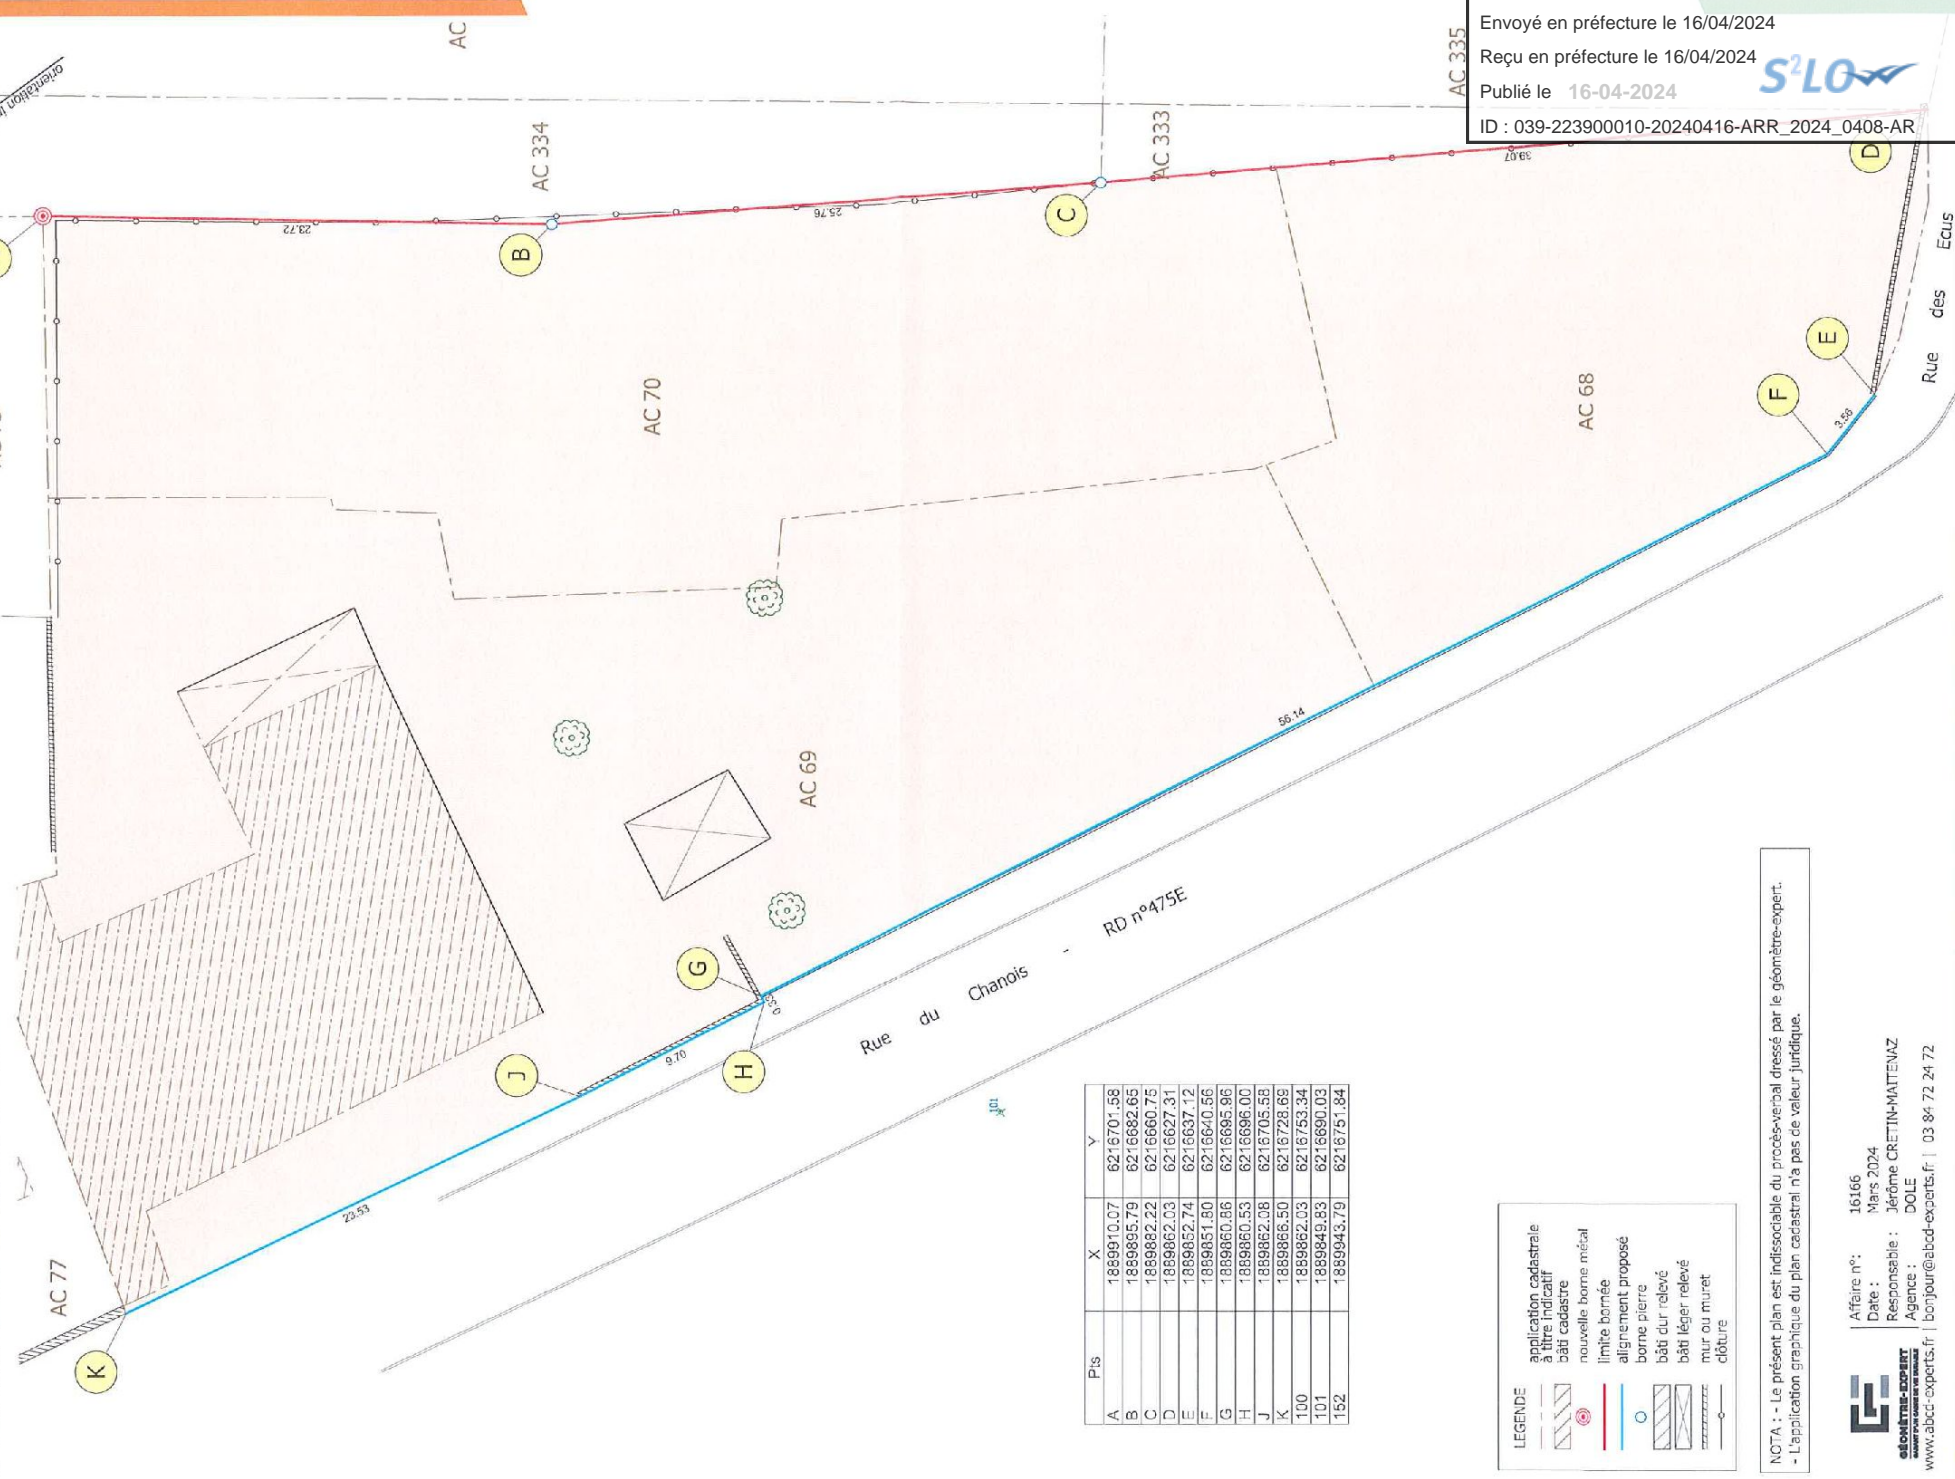 Envoyé en préfecture le 16/04/2024
Reçu en préfecture le 16/04/2024
Publié le 16-04-2024
S²LO
ID : 039-223900010-20240416-ARR_2024_0408-AR
AC
AC 334
AC 333
AC 335
23.72
25.76
39.07
B
C
D
E
F
3.56
AC 70
AC 68
AC 69
AC 77
G
H
J
K
0.33
9.70
23.53
56.14
Rue du Chanois - RD n°475E
Rue des Ecus
101
Pts X Y
A 1889910.07 6216701.58
B 1889895.79 6216682.65
C 1889882.22 6216660.75
D 1889862.03 6216627.31
E 1889852.74 6216637.12
F 1889851.80 6216640.56
G 1889860.86 6216695.96
H 1889860.53 6216696.00
J 1889862.08 6216705.58
K 1889866.50 6216728.69
100 1889862.03 6216753.34
101 1889849.83 6216690.03
152 1889943.79 6216751.84
LEGENDE
application cadastrale
à titre indicatif
bâti cadastre
nouvelle borne métal
limite bornée
alignement proposé
borne pierre
bâti dur relevé
bâti léger relevé
mur ou muret
clôture
NOTA : - Le présent plan est indissociable du procès-verbal dressé par le géomètre-expert.
- L'application graphique du plan cadastral n'a pas de valeur juridique.
GÉOMÈTRE-EXPERT
Affaire n° : 16166
Date : Mars 2024
Responsable : Jérôme CRETIN-MAITENAZ
Agence : DOLE
www.abcd-experts.fr | bonjour@abcd-experts.fr | 03 84 72 24 72